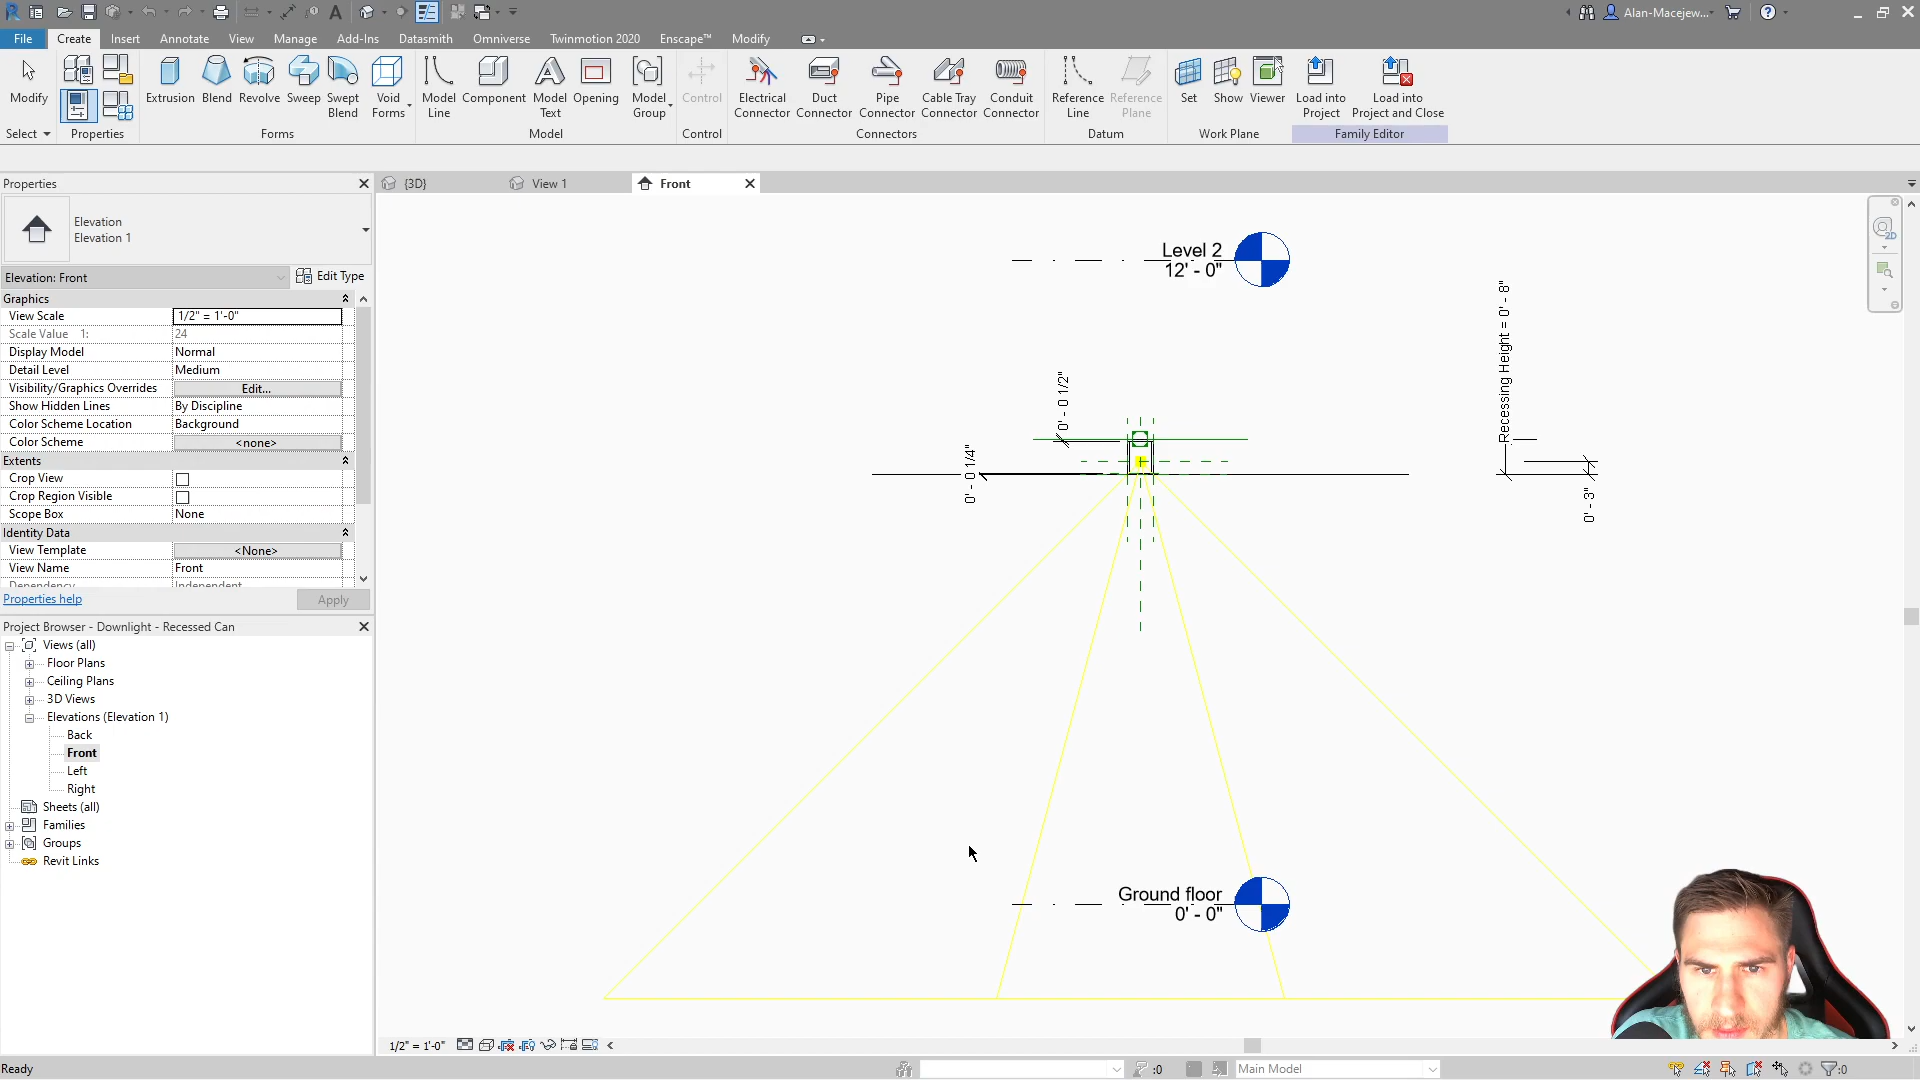 Alan-Macejew...
File
Create
Insert
Annotate
View
Manage
Add-Ins
Datasmith
Omniverse
Twinmotion 2020
Enscape™
Modify
Modify
Extrusion
Blend
Revolve
Sweep
Swept
Blend
Void
Forms
Model
Line
Component
Model
Text
Opening
Model
Group
Control
Electrical
Connector
Duct
Connector
Pipe
Connector
Cable Tray
Connector
Conduit
Connector
Reference
Line
Reference
Plane
Set
Show
Viewer
Load into
Project
Load into
Project and Close
Select
Properties
Forms
Model
Control
Connectors
Datum
Work Plane
Family Editor
Properties
{3D}
View 1
Front
Elevation
Elevation 1
Elevation: Front
Edit Type
Graphics
View Scale 1/2" = 1'-0"
Scale Value 1: 24
Display Model Normal
Detail Level Medium
Visibility/Graphics Overrides Edit...
Show Hidden Lines By Discipline
Color Scheme Location Background
Color Scheme <none>
Extents
Crop View
Crop Region Visible
Scope Box None
Identity Data
View Template <None>
View Name Front
Dependency Independent
Properties help
Apply
Project Browser - Downlight - Recessed Can
Views (all)
Floor Plans
Ceiling Plans
3D Views
Elevations (Elevation 1)
Back
Front
Left
Right
Sheets (all)
Families
Groups
Revit Links
Level 2
12' - 0"
0' - 0 1/2"
0' - 0 1/4"
Recessing Height = 0' - 8"
0' - 3"
Ground floor
0' - 0"
2D
1/2" = 1'-0"
Ready
:0
Main Model
:0